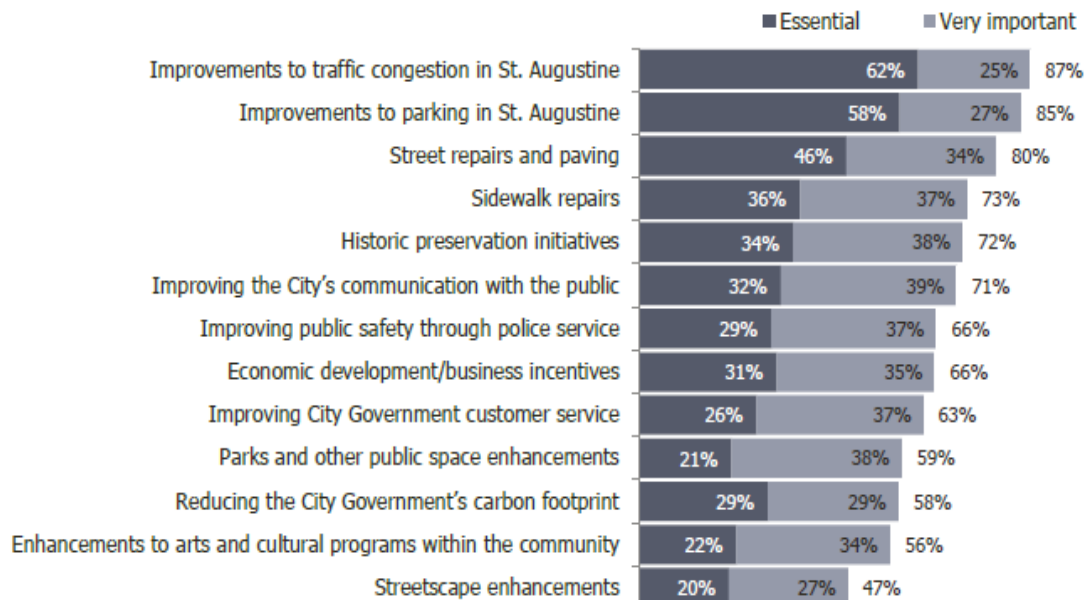 Essential Very important
Improvements to traffic congestion in St. Augustine 62% 25% 87%
Improvements to parking in St. Augustine 58% 27% 85%
Street repairs and paving 46% 34% 80%
Sidewalk repairs 36% 37% 73%
Historic preservation initiatives 34% 38% 72%
Improving the City’s communication with the public 32% 39% 71%
Improving public safety through police service 29% 37% 66%
Economic development/business incentives 31% 35% 66%
Improving City Government customer service 26% 37% 63%
Parks and other public space enhancements 21% 38% 59%
Reducing the City Government’s carbon footprint 29% 29% 58%
Enhancements to arts and cultural programs within the community 22% 34% 56%
Streetscape enhancements 20% 27% 47%